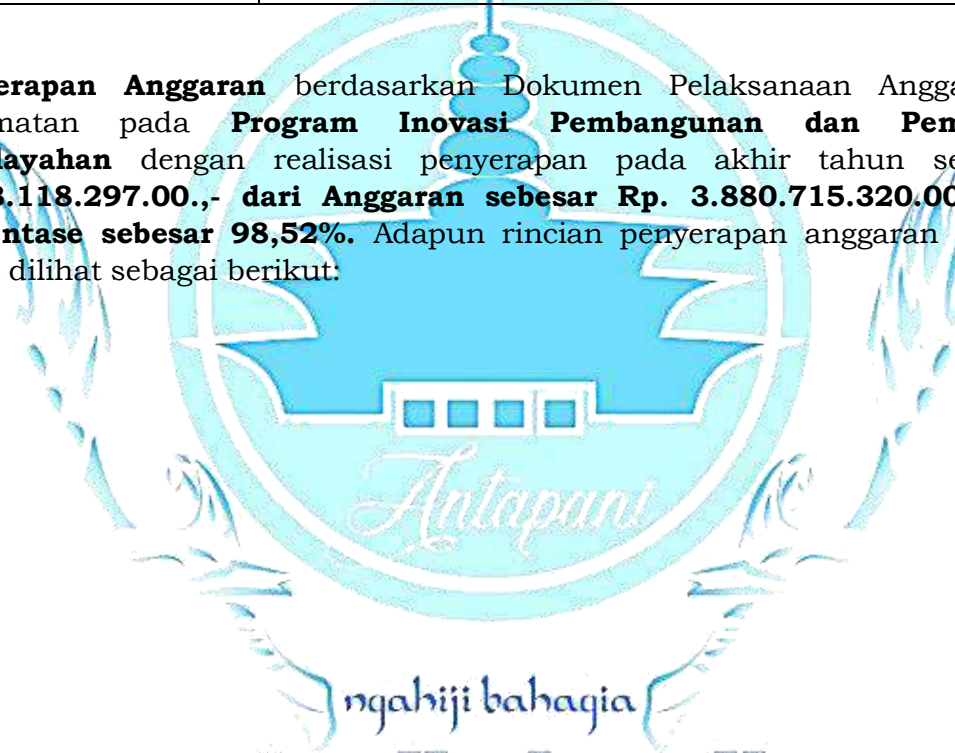 erapan Anggaran berdasarkan Dokumen Pelaksanaan Angga
matan pada Program Inovasi Pembangunan dan Pem
layahan dengan realisasi penyerapan pada akhir tahun se
3.118.297.00.,- dari Anggaran sebesar Rp. 3.880.715.320.00
ntase sebesar 98,52%. Adapun rincian penyerapan anggaran
dilihat sebagai berikut:
Antapani
ngahiji bahagia